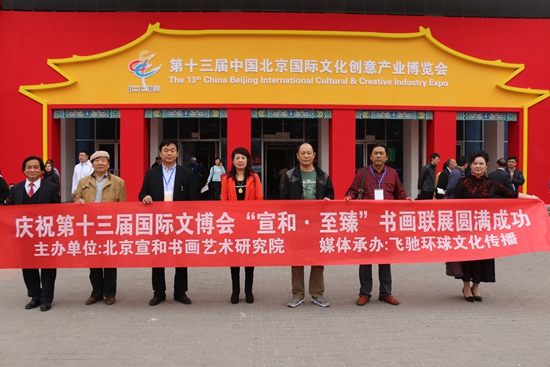 第十三届中国北京国际文化创意产业博览会
The 13th China Beijing International Cultural & Creative Industry Expo
庆祝第十三届国际文博会“宣和·至臻”书画联展圆满成功
主办单位:北京宣和书画艺术研究院 媒体承办:飞驰环球文化传播